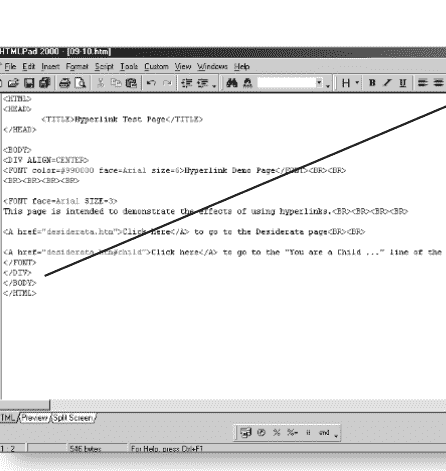 HTMLPad 2000 - [09-10.htm]
File Edit Insert Format Script Tools Custom View Windows Help
H B I U
<HTML>
<HEAD>
<TITLE>Hyperlink Test Page</TITLE>
</HEAD>
<BODY>
<DIV ALIGN=CENTER>
<FONT color=#990000 face=Arial size=6>Hyperlink Demo Page</FONT><BR><BR>
<BR><BR><BR><BR>
<FONT face=Arial SIZE=3>
This page is intended to demonstrate the effects of using hyperlinks.<BR><BR><BR><BR>
<A href="desiderata.htm">Click here</A> to go to the Desiderata page<BR><BR>
<A href="desiderata.htm#child">Click here</A> to go to the "You are a Child ..." line of the
</FONT>
</DIV>
</BODY>
</HTML>
TML Preview Split Screen
% %- # end
1 : 2 546 bytes For Help, press Ctrl+F1